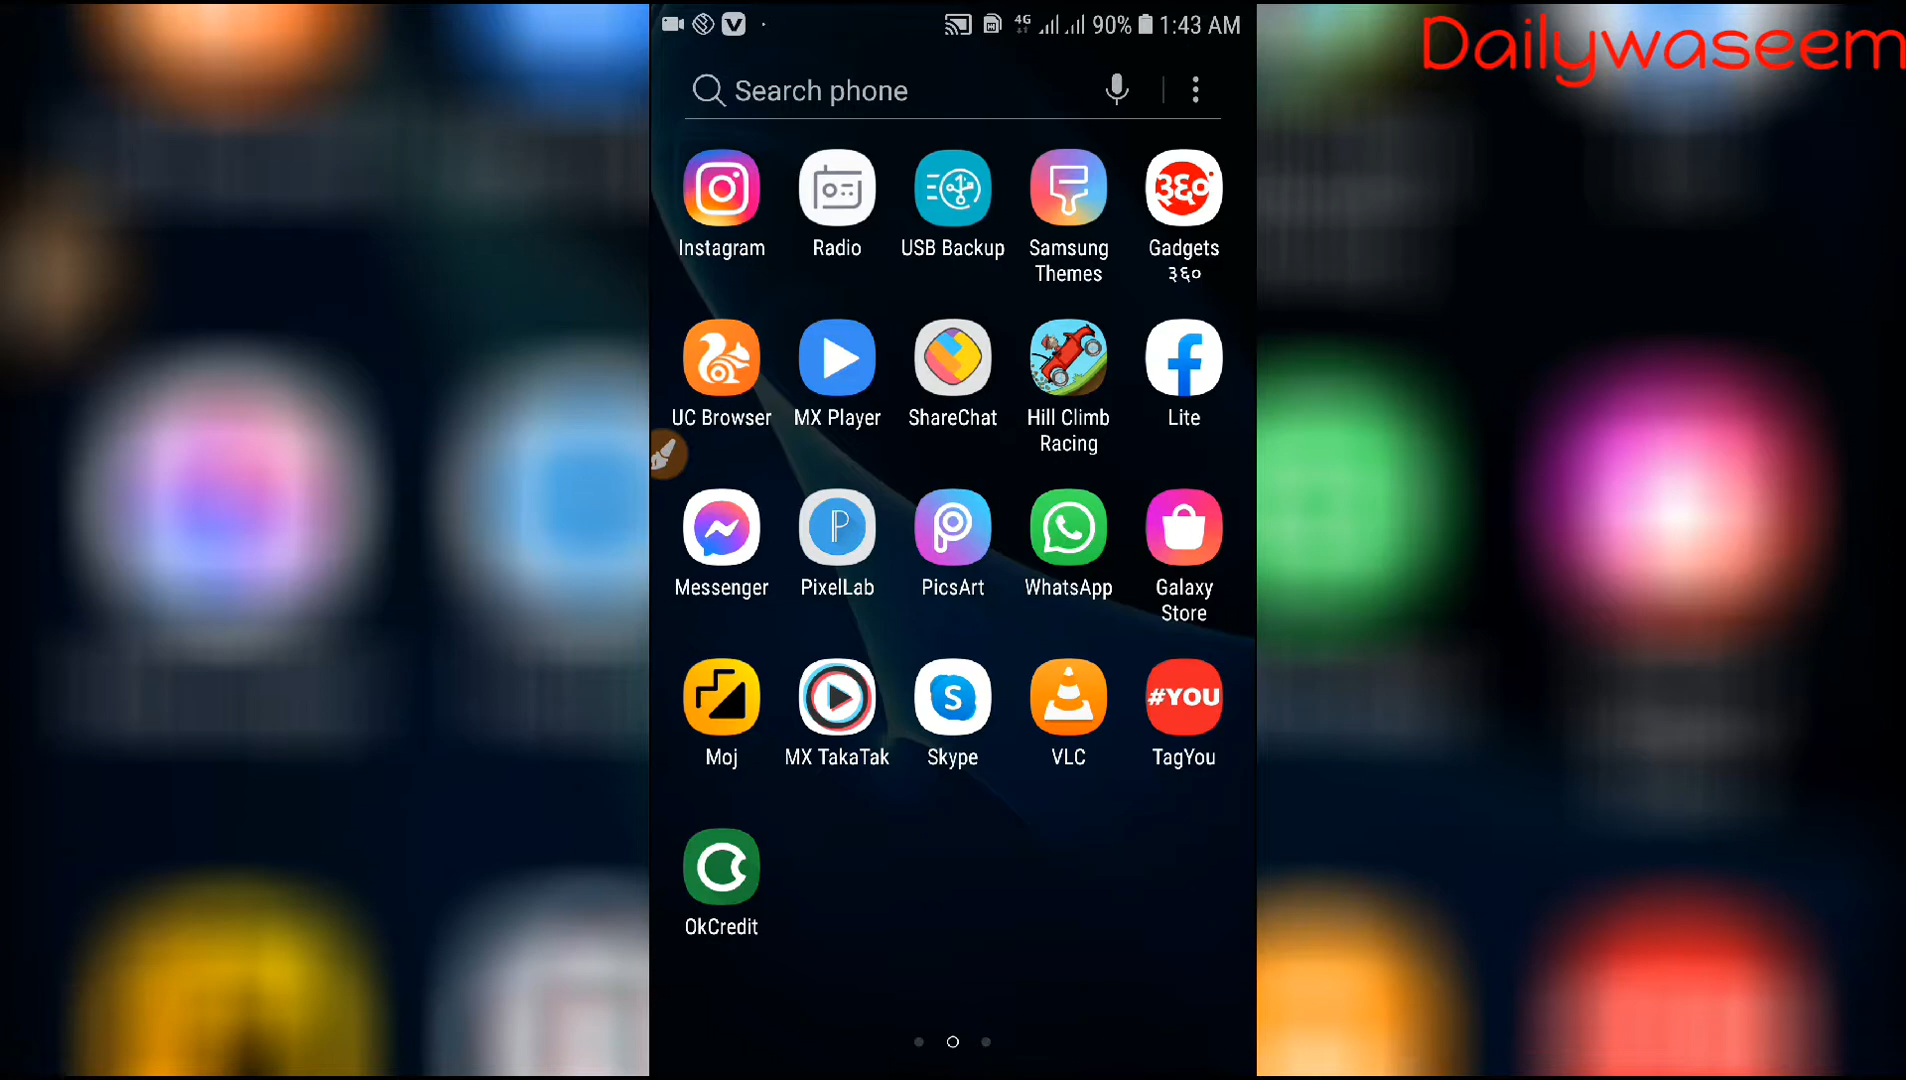 Dailywaseem
4G 90% 1:43 AM
Search phone
Instagram
Radio
USB Backup
Samsung
Themes
३६०
Gadgets
३६०
UC Browser
MX Player
ShareChat
Hill Climb
Racing
Lite
Messenger
PixelLab
PicsArt
WhatsApp
Galaxy
Store
Moj
MX TakaTak
Skype
VLC
#YOU
TagYou
OkCredit